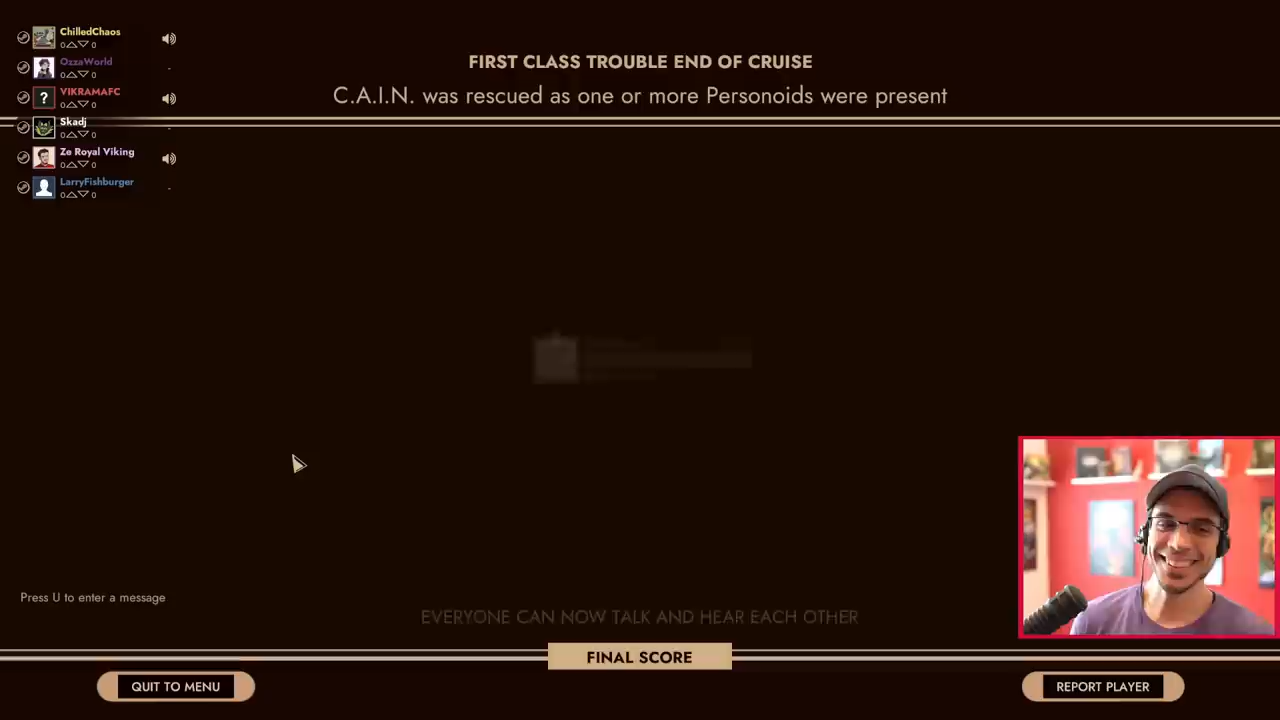 ChilledChaos
0 0
OzzaWorld
0 0
-
VIKRAMAFC
0 0
?
Skadj
0 0
-
Ze Royal Viking
0 0
LarryFishburger
0 0
-
FIRST CLASS TROUBLE END OF CRUISE
C.A.I.N. was rescued as one or more Personoids were present
Press U to enter a message
EVERYONE CAN NOW TALK AND HEAR EACH OTHER
FINAL SCORE
QUIT TO MENU
REPORT PLAYER